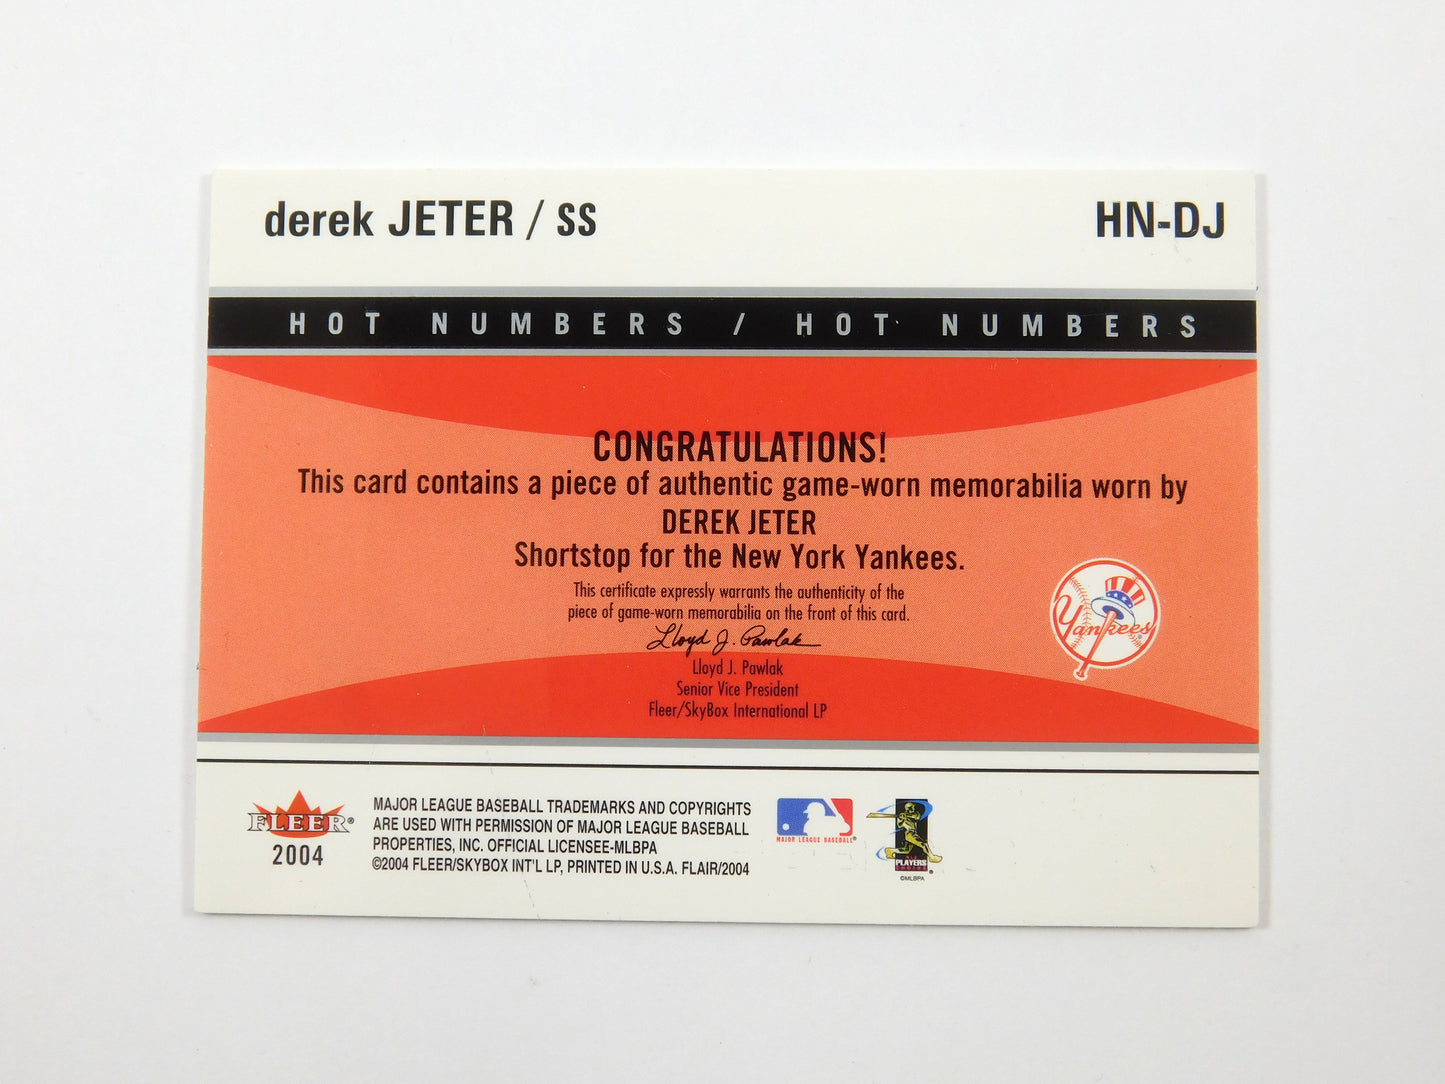 derek JETER / SS
HN-DJ
HOT NUMBERS / HOT NUMBERS
CONGRATULATIONS!
This card contains a piece of authentic game-worn memorabilia worn by
DEREK JETER
Shortstop for the New York Yankees.
This certificate expressly warrants the authenticity of the
piece of game-worn memorabilia on the front of this card.
Lloyd J. Pawlak
Lloyd J. Pawlak
Senior Vice President
Fleer/SkyBox International LP
Yankees
FLEER®
2004
MAJOR LEAGUE BASEBALL TRADEMARKS AND COPYRIGHTS
ARE USED WITH PERMISSION OF MAJOR LEAGUE BASEBALL
PROPERTIES, INC. OFFICIAL LICENSEE-MLBPA
©2004 FLEER/SKYBOX INT'L LP, PRINTED IN U.S.A. FLAIR/2004
MAJOR LEAGUE BASEBALL®
PLAYERS
CHOICE
©MLBPA